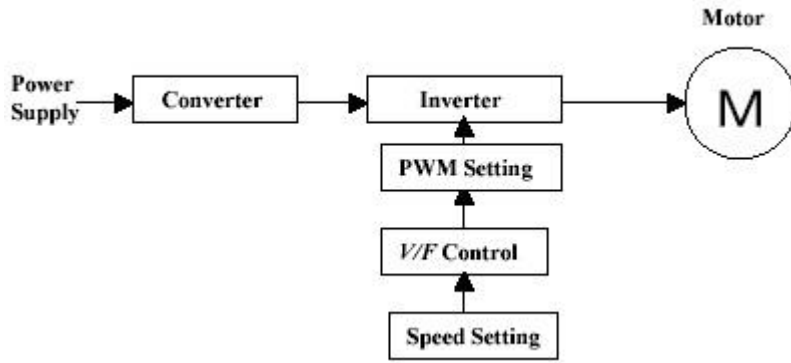 Motor
Power
Supply
Converter
Inverter
M
PWM Setting
V/F Control
Speed Setting